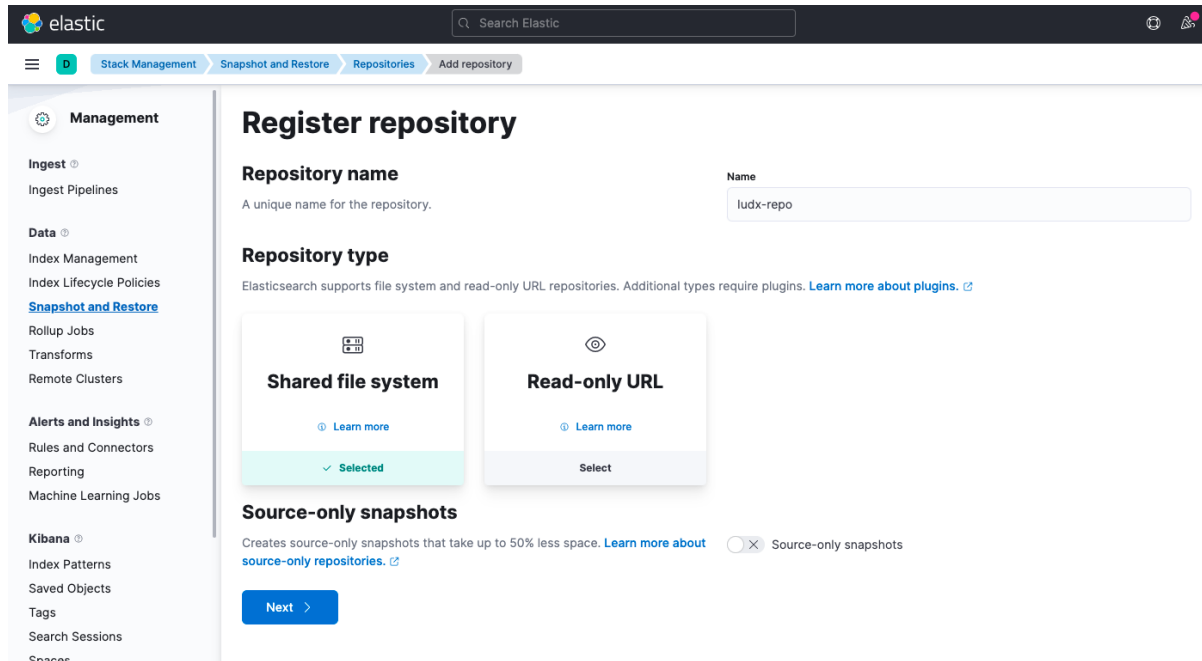 elastic
Search Elastic
D
Stack Management
Snapshot and Restore
Repositories
Add repository
Management
Ingest
Ingest Pipelines
Data
Index Management
Index Lifecycle Policies
Snapshot and Restore
Rollup Jobs
Transforms
Remote Clusters
Alerts and Insights
Rules and Connectors
Reporting
Machine Learning Jobs
Kibana
Index Patterns
Saved Objects
Tags
Search Sessions
Spaces
Register repository
Repository name
A unique name for the repository.
Name
ludx-repo
Repository type
Elasticsearch supports file system and read-only URL repositories. Additional types require plugins. Learn more about plugins.
Shared file system
Learn more
Selected
Read-only URL
Learn more
Select
Source-only snapshots
Creates source-only snapshots that take up to 50% less space. Learn more about
source-only repositories.
Source-only snapshots
Next